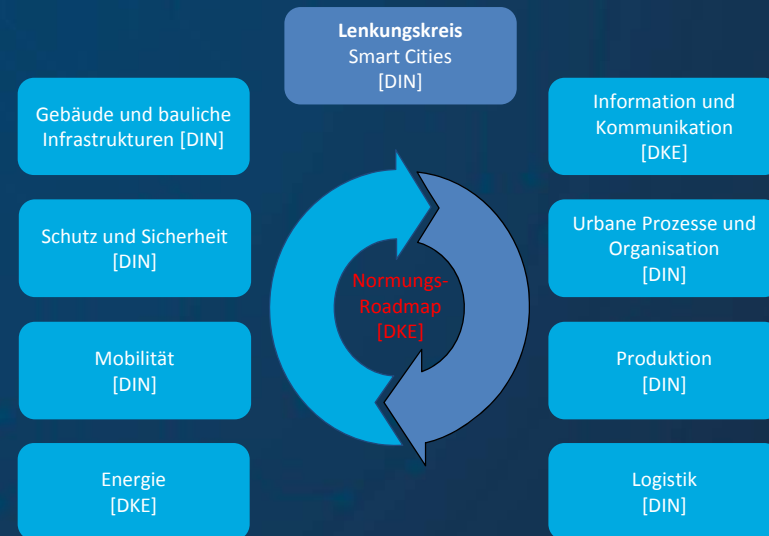 Lenkungskreis
Smart Cities
[DIN]
Gebäude und bauliche
Infrastrukturen [DIN]
Schutz und Sicherheit
[DIN]
Mobilität
[DIN]
Energie
[DKE]
Normungs-
Roadmap
[DKE]
Information und
Kommunikation
[DKE]
Urbane Prozesse und
Organisation
[DIN]
Produktion
[DIN]
Logistik
[DIN]